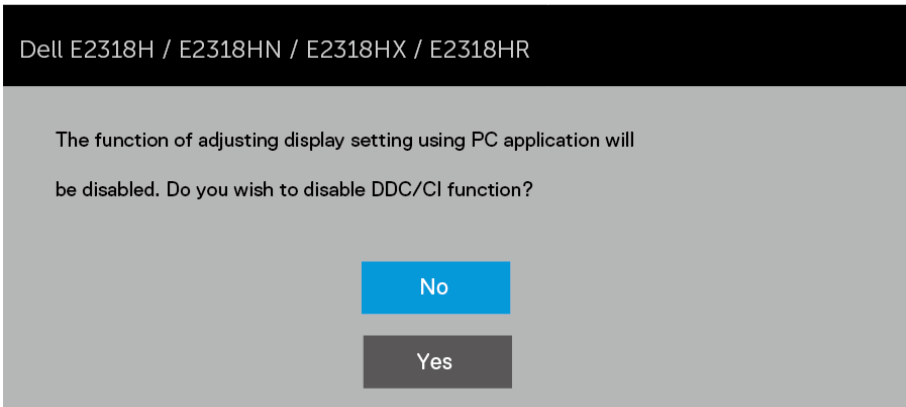 Dell E2318H / E2318HN / E2318HX / E2318HR
The function of adjusting display setting using PC application will
be disabled. Do you wish to disable DDC/CI function?
No
Yes